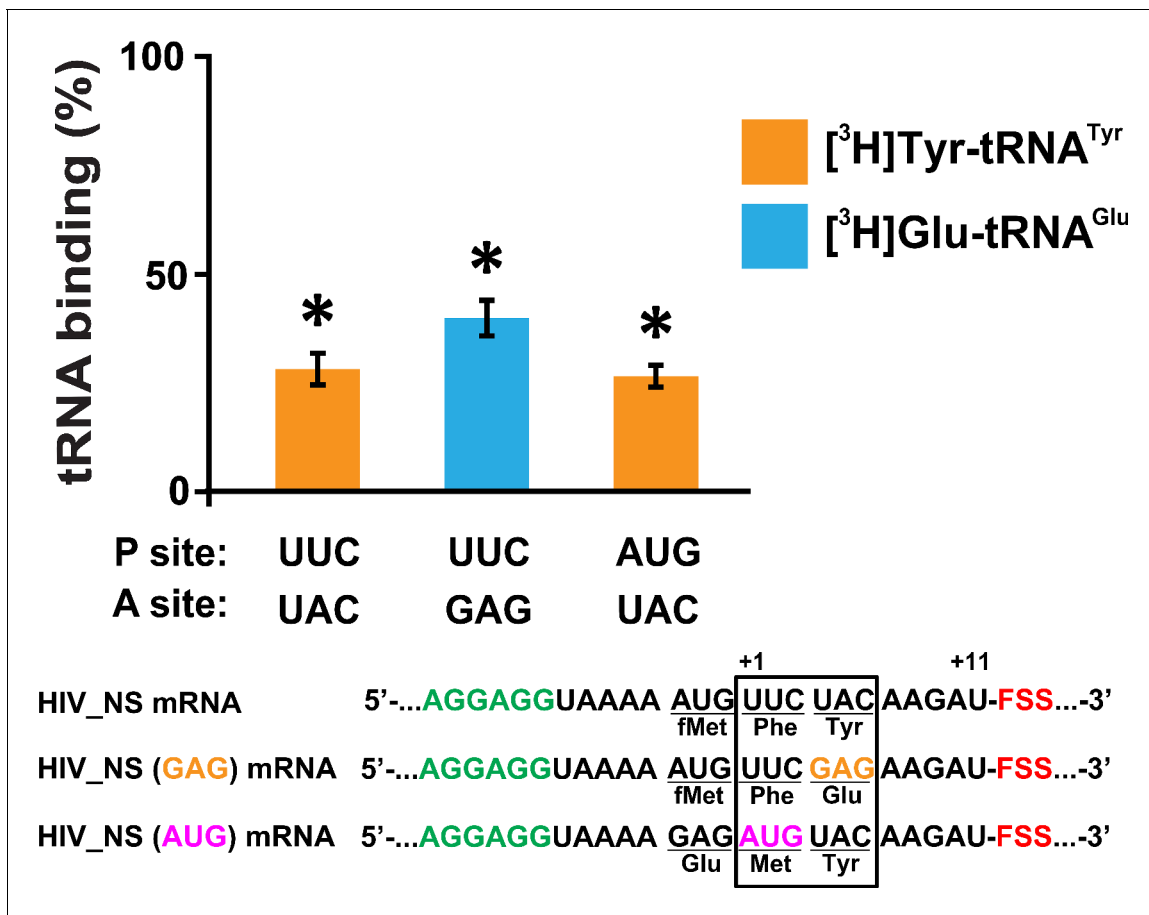 100
50
0
tRNA binding (%)
*
*
*
[³H]Tyr-tRNAᵀʸʳ
[³H]Glu-tRNAᴳˡᵘ
P site: UUC UUC AUG
A site: UAC GAG UAC
+1 +11
HIV_NS mRNA 5’-...AGGAGGUAAAA AUG UUC UAC AAGAU-FSS...-3’
fMet Phe Tyr
HIV_NS (GAG) mRNA 5’-...AGGAGGUAAAA AUG UUC GAG AAGAU-FSS...-3’
fMet Phe Glu
HIV_NS (AUG) mRNA 5’-...AGGAGGUAAAA GAG AUG UAC AAGAU-FSS...-3’
Glu Met Tyr